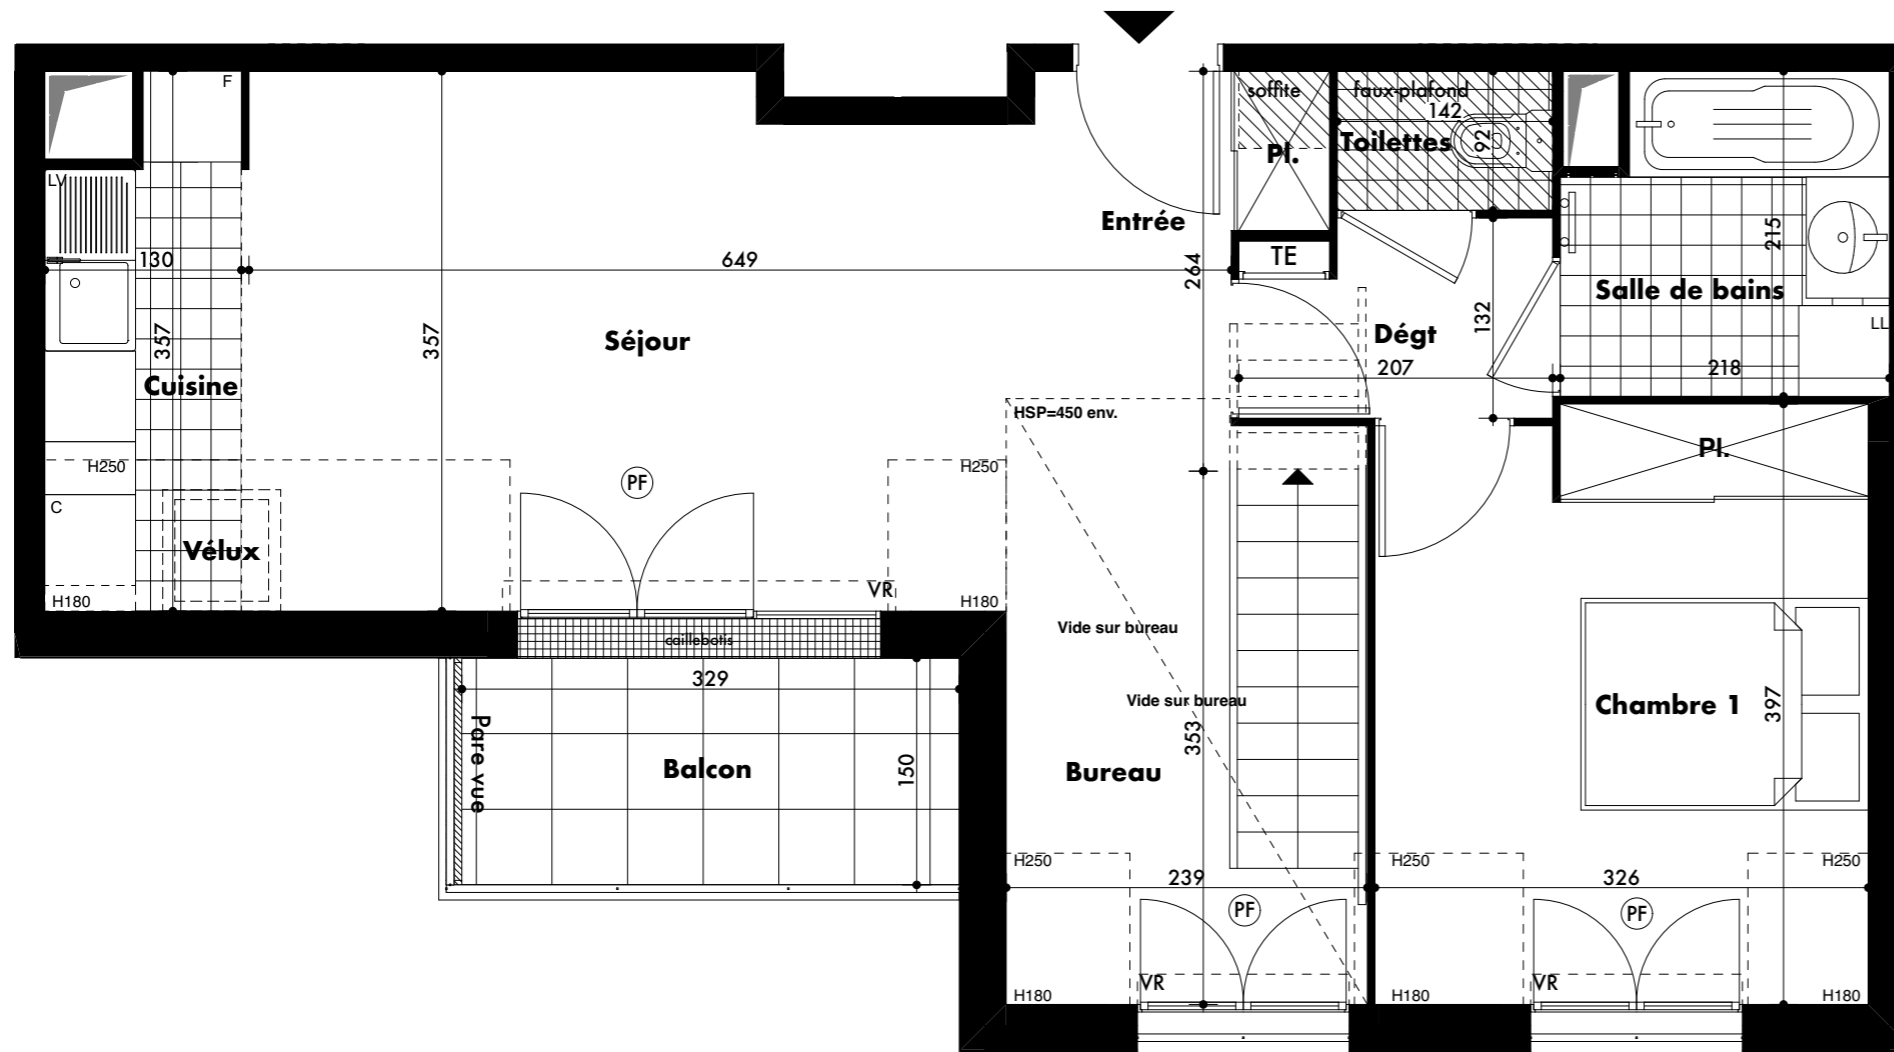 F
soffite
faux-plafond
142
Toilettes
92
Pl.
LV
Entrée
215
130
649
264
TE
Salle de bains
132
LL
357
357
Séjour
Dégt
207
218
Cuisine
HSP=450 env.
Pl.
H250
PF
H250
C
Vélux
VR
H180
H180
caillebotis
Vide sur bureau
329
Vide sur bureau
Chambre 1
397
Pare vue
353
Balcon
150
Bureau
H250
H250
H250
239
326
PF
PF
VR
VR
H180
H180
H180